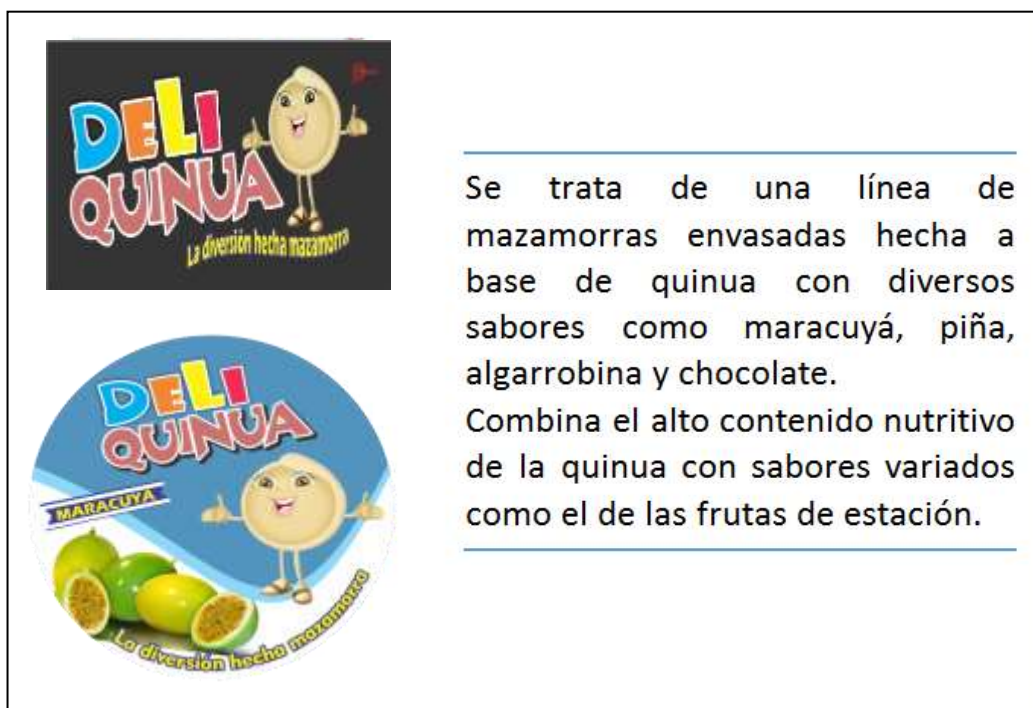 DELI
QUINUA
La diversión hecha mazamorra
DELI
QUINUA
MARACUYA
La diversión hecha mazamorra
Se trata de una línea de
mazamorras envasadas hecha a
base de quinua con diversos
sabores como maracuyá, piña,
algarrobina y chocolate.
Combina el alto contenido nutritivo
de la quinua con sabores variados
como el de las frutas de estación.